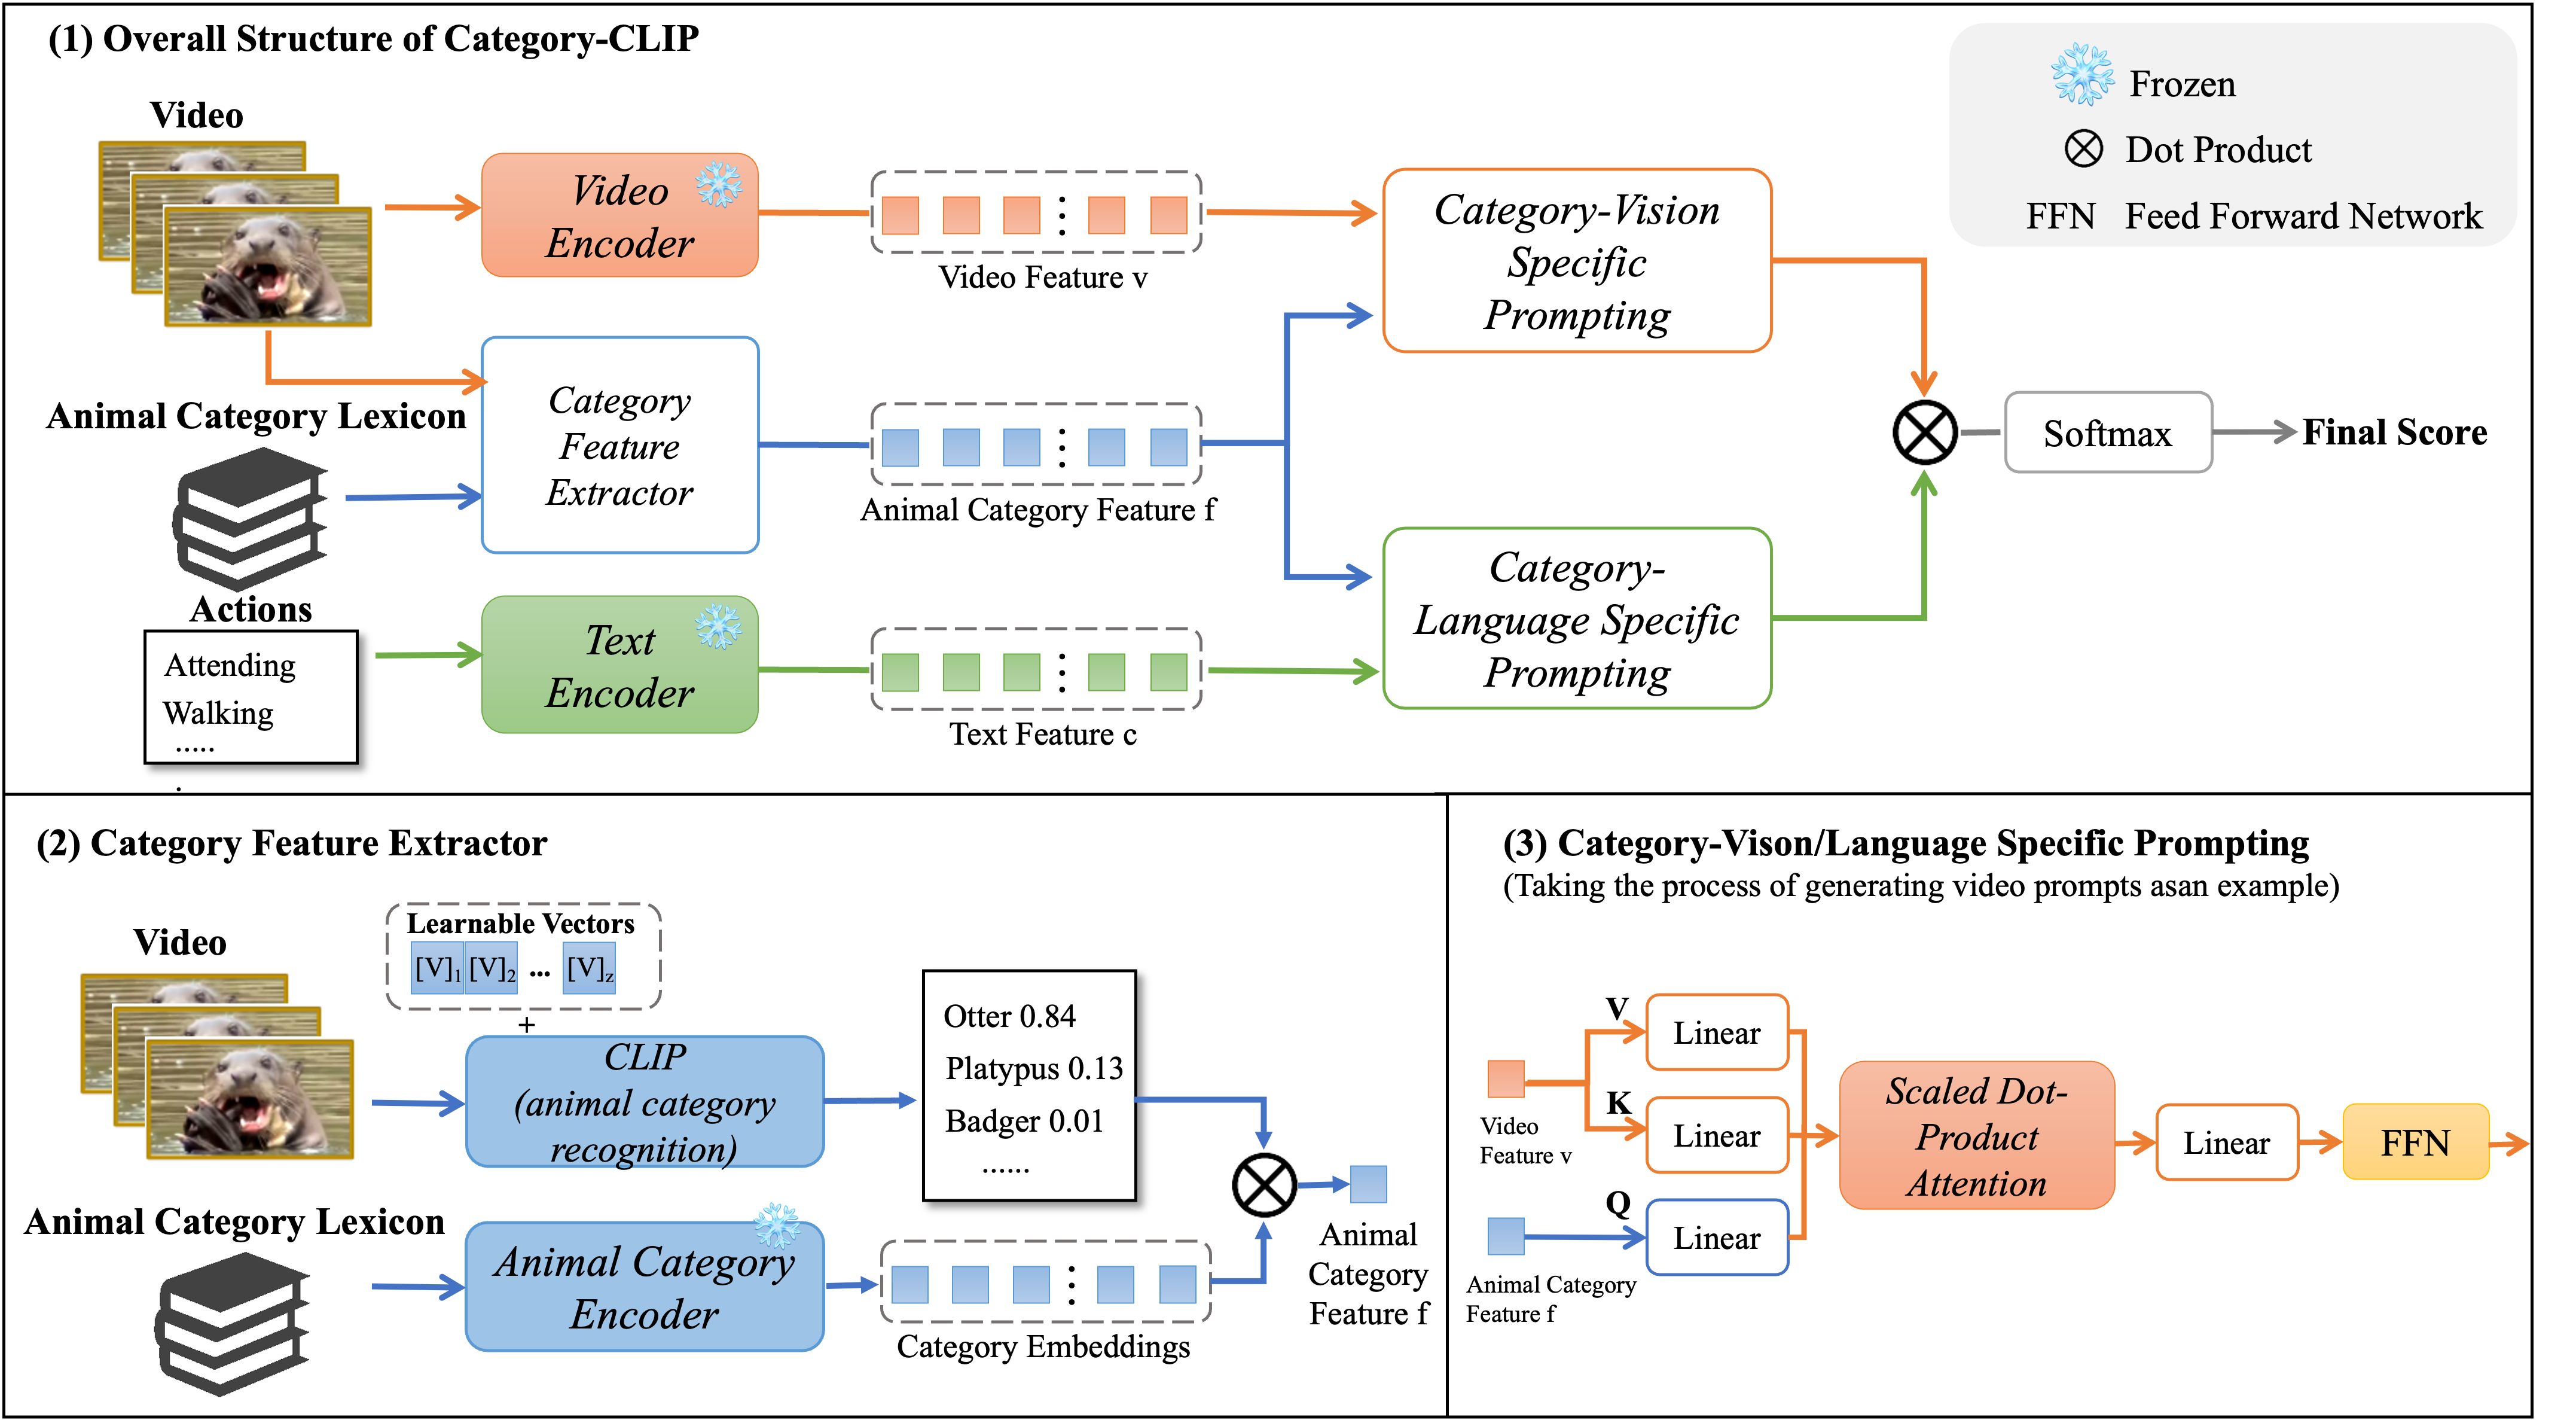 (1) Overall Structure of Category-CLIP
Video
Video
Encoder
Video Feature v
Category-Vision
Specific
Prompting
Frozen
Dot Product
FFN Feed Forward Network
Animal Category Lexicon
Category
Feature
Extractor
Animal Category Feature f
Softmax
Final Score
Actions
Attending
Walking
.....
.
Text
Encoder
Text Feature c
Category-
Language Specific
Prompting
(2) Category Feature Extractor
Video
Learnable Vectors
[V]1 [V]2 ... [V]z
+
CLIP
(animal category
recognition)
Otter 0.84
Platypus 0.13
Badger 0.01
......
Animal Category Lexicon
Animal Category
Encoder
Category Embeddings
Animal
Category
Feature f
(3) Category-Vison/Language Specific Prompting
(Taking the process of generating video prompts asan example)
Video
Feature v
V
Linear
K
Linear
Q
Linear
Animal Category
Feature f
Scaled Dot-
Product
Attention
Linear
FFN